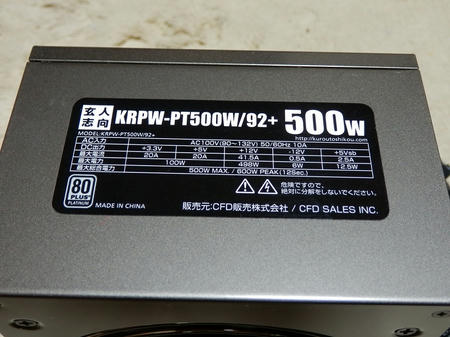 玄人志向 KRPW-PT500W/92+ 500W
MODEL:KRPW-PT500W/92+ http://kuroutoshikou.com/
AC入力 AC100V(90~132V) 50/60Hz 10A
DC出力 +3.3V +5V +12V -12V +5Vsb
最大電流 20A 20A 41.5A 0.5A 2.5A
最大電力 100W 498W 6W 12.5W
最大総合電力 500W MAX. / 600W PEAK(12Sec.)
80 PLUS PLATINUM
MADE IN CHINA
危険ですので、
絶対に分解をしないでください。
販売元:CFD販売株式会社 / CFD SALES INC.